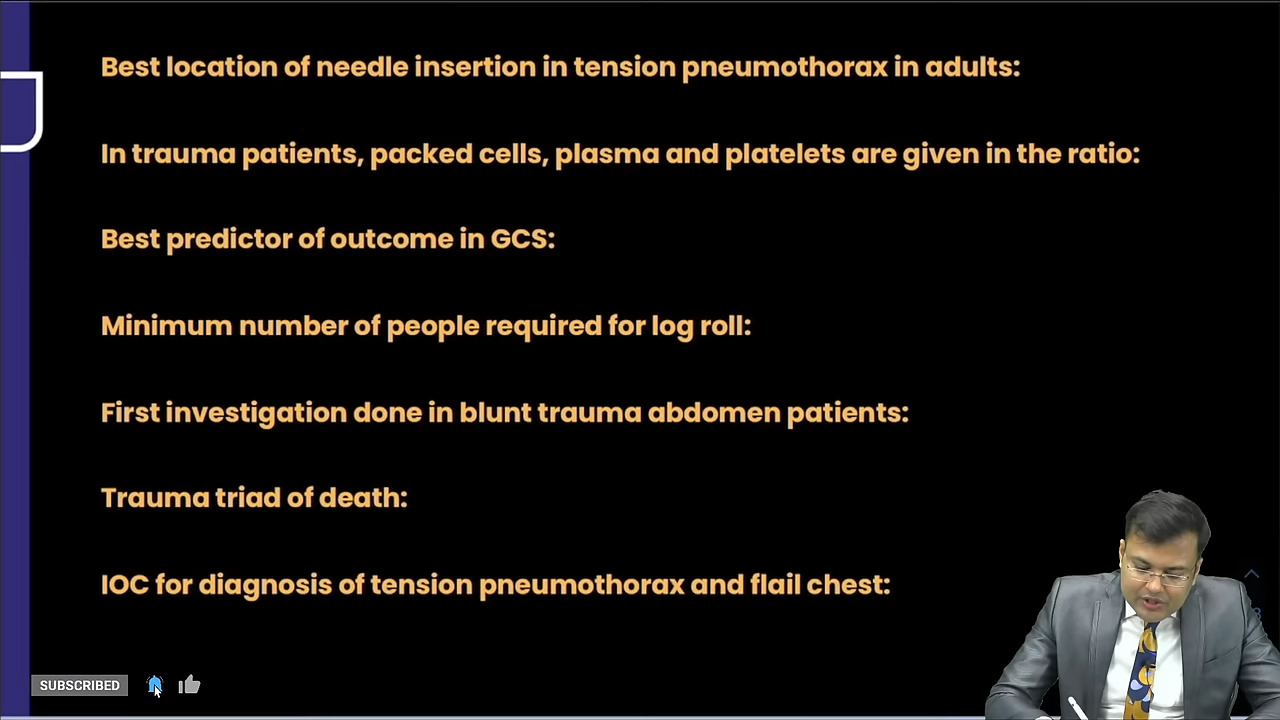 Best location of needle insertion in tension pneumothorax in adults:
In trauma patients, packed cells, plasma and platelets are given in the ratio:
Best predictor of outcome in GCS:
Minimum number of people required for log roll:
First investigation done in blunt trauma abdomen patients:
Trauma triad of death:
IOC for diagnosis of tension pneumothorax and flail chest:
SUBSCRIBED